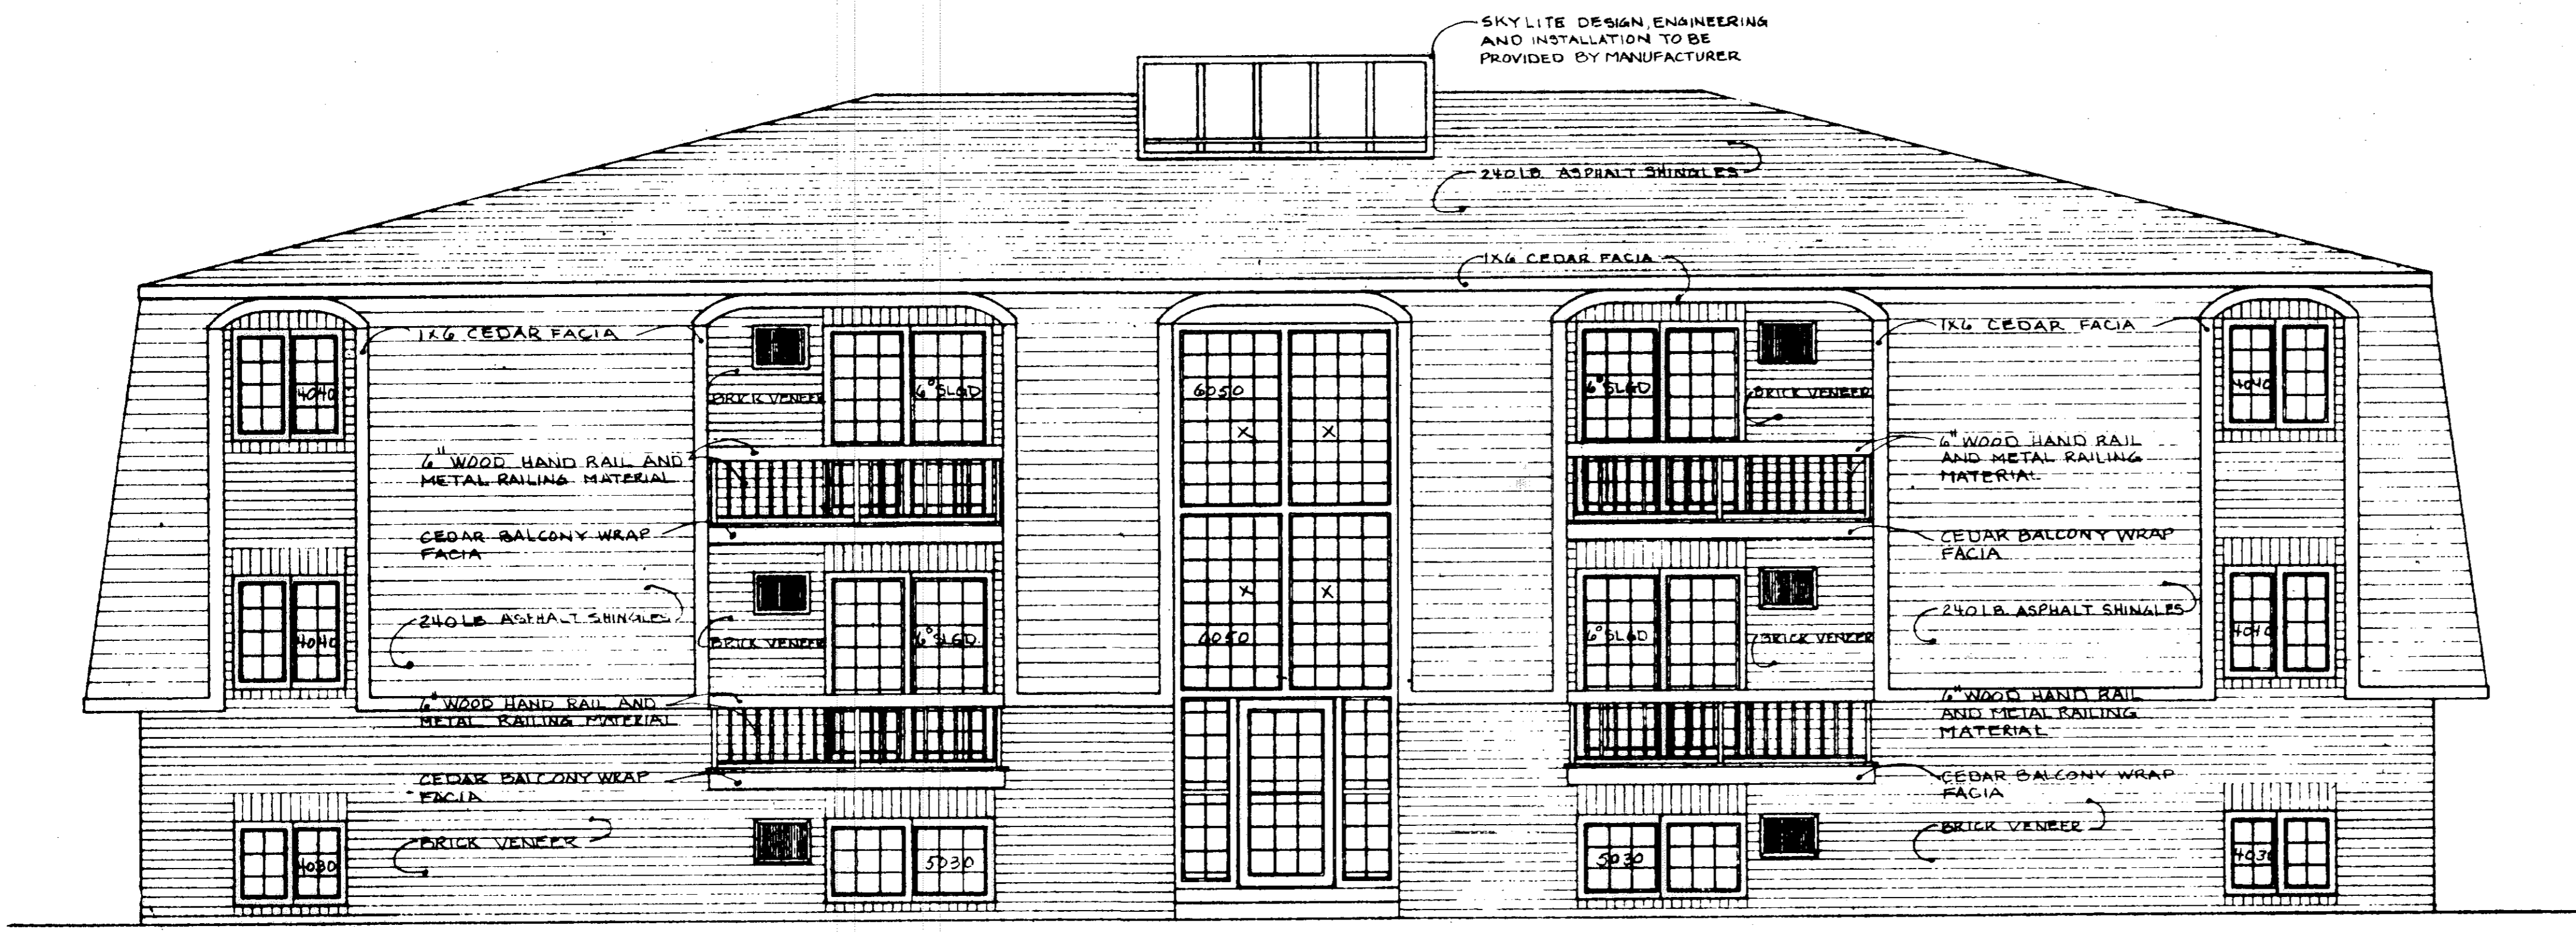 SKYLITE DESIGN, ENGINEERING
AND INSTALLATION TO BE
PROVIDED BY MANUFACTURER
240 LB. ASPHALT SHINGLES
1X6 CEDAR FACIA
1X6 CEDAR FACIA
1X6 CEDAR FACIA
4040
BRICK VENEER
6° SLGD
6050
6° SLGD
BRICK VENEER
4040
X
X
6" WOOD HAND RAIL AND
METAL RAILING MATERIAL
6" WOOD HAND RAIL
AND METAL RAILING
MATERIAL
CEDAR BALCONY WRAP
FACIA
CEDAR BALCONY WRAP
FACIA
X
X
240 LB ASPHALT SHINGLES
240 LB. ASPHALT SHINGLES
4040
BRICK VENEER
6° SLGD
6050
6° SLGD
BRICK VENEER
4040
6" WOOD HAND RAIL AND
METAL RAILING MATERIAL
6" WOOD HAND RAIL
AND METAL RAILING
MATERIAL
CEDAR BALCONY WRAP
FACIA
CEDAR BALCONY WRAP
FACIA
BRICK VENEER
BRICK VENEER
4030
5030
5030
4030